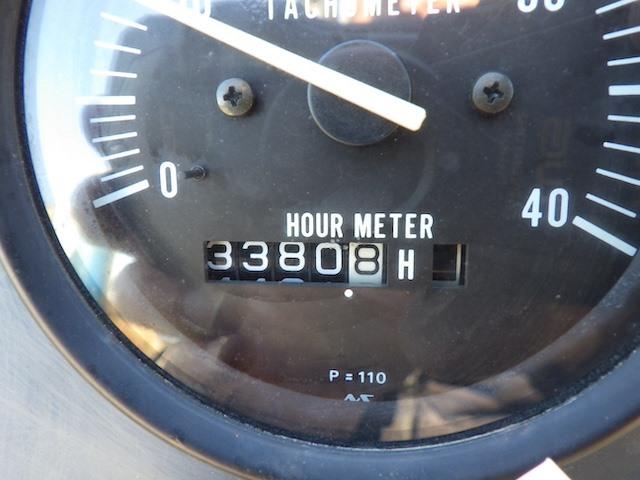 TACHOMETER
0
40
HOUR METER
33808 H
P = 110